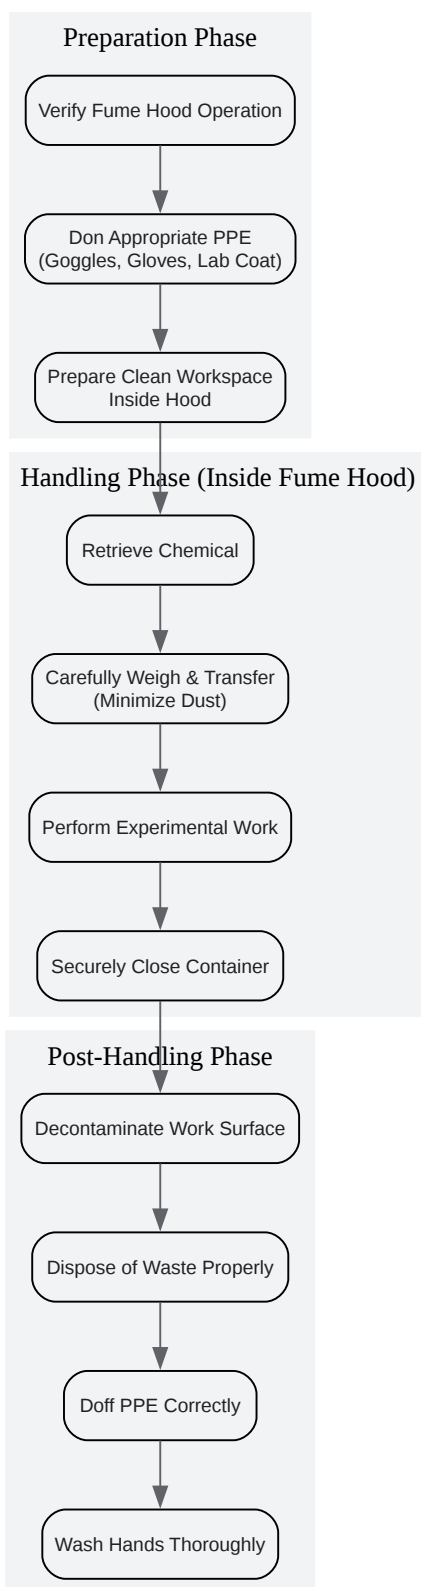 Preparation Phase
Verify Fume Hood Operation
Don Appropriate PPE
(Goggles, Gloves, Lab Coat)
Prepare Clean Workspace
Inside Hood
Handling Phase (Inside Fume Hood)
Retrieve Chemical
Carefully Weigh & Transfer
(Minimize Dust)
Perform Experimental Work
Securely Close Container
Post-Handling Phase
Decontaminate Work Surface
Dispose of Waste Properly
Doff PPE Correctly
Wash Hands Thoroughly